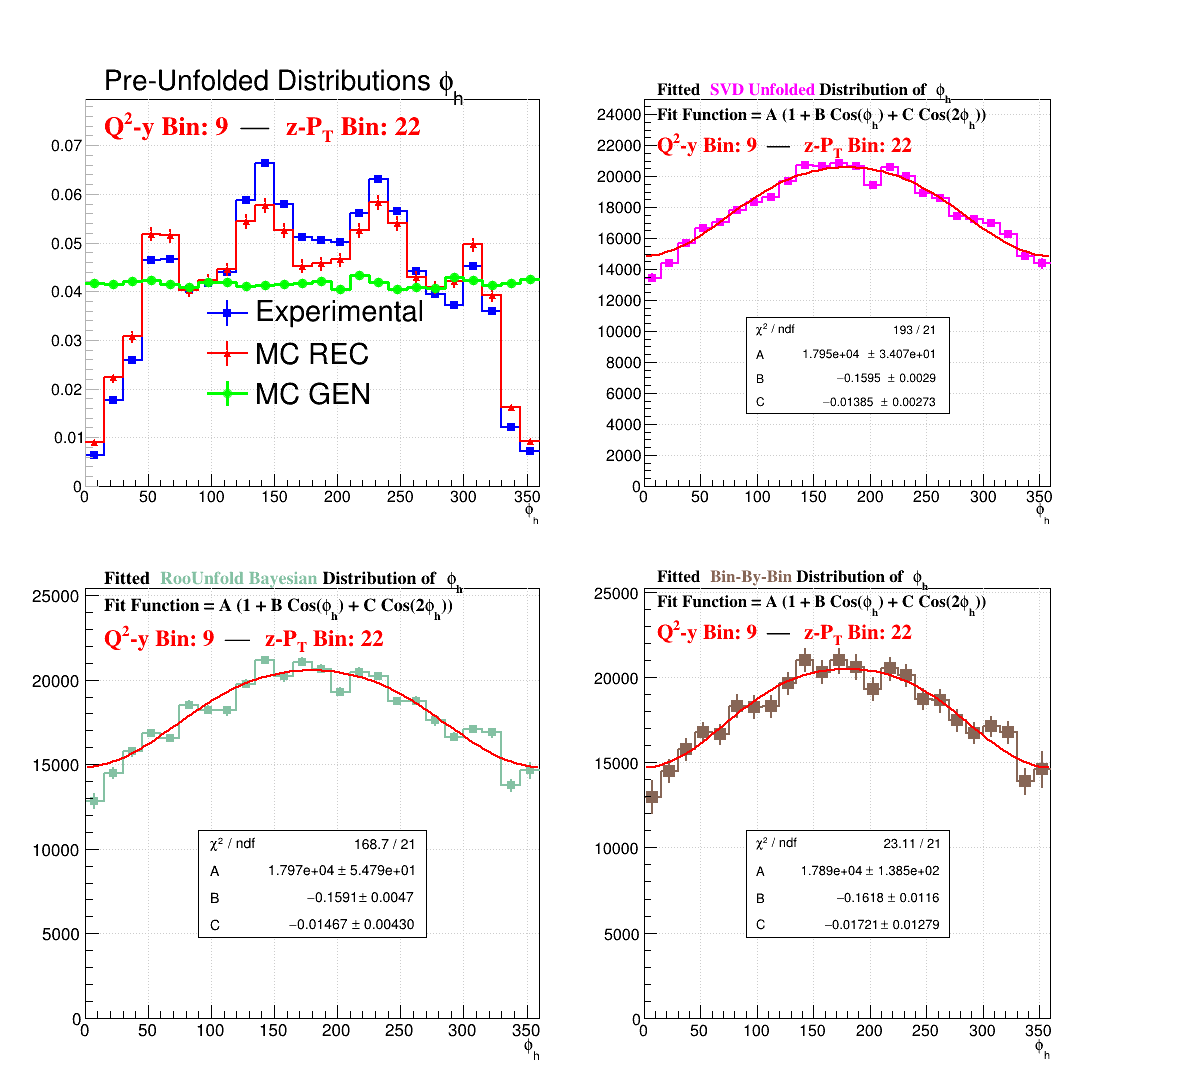 Pre-Unfolded Distributions ϕh
Q²-y Bin: 9 — z-PT Bin: 22
0.07
0.06
0.05
0.04
0.03
0.02
0.01
0
Experimental
MC REC
MC GEN
0 50 100 150 200 250 300 350
ϕh
Fitted SVD Unfolded Distribution of ϕh
Fit Function = A (1 + B Cos(ϕh) + C Cos(2ϕh))
Q²-y Bin: 9 — z-PT Bin: 22
24000
22000
20000
18000
16000
14000
12000
10000
8000
6000
4000
2000
0
χ² / ndf 193 / 21
A 1.795e+04 ± 3.407e+01
B −0.1595 ± 0.0029
C −0.01385 ± 0.00273
0 50 100 150 200 250 300 350
ϕh
Fitted RooUnfold Bayesian Distribution of ϕh
Fit Function = A (1 + B Cos(ϕh) + C Cos(2ϕh))
Q²-y Bin: 9 — z-PT Bin: 22
25000
20000
15000
10000
5000
0
χ² / ndf 168.7 / 21
A 1.797e+04 ± 5.479e+01
B −0.1591 ± 0.0047
C −0.01467 ± 0.00430
0 50 100 150 200 250 300 350
ϕh
Fitted Bin-By-Bin Distribution of ϕh
Fit Function = A (1 + B Cos(ϕh) + C Cos(2ϕh))
Q²-y Bin: 9 — z-PT Bin: 22
25000
20000
15000
10000
5000
0
χ² / ndf 23.11 / 21
A 1.789e+04 ± 1.385e+02
B −0.1618 ± 0.0116
C −0.01721 ± 0.01279
0 50 100 150 200 250 300 350
ϕh